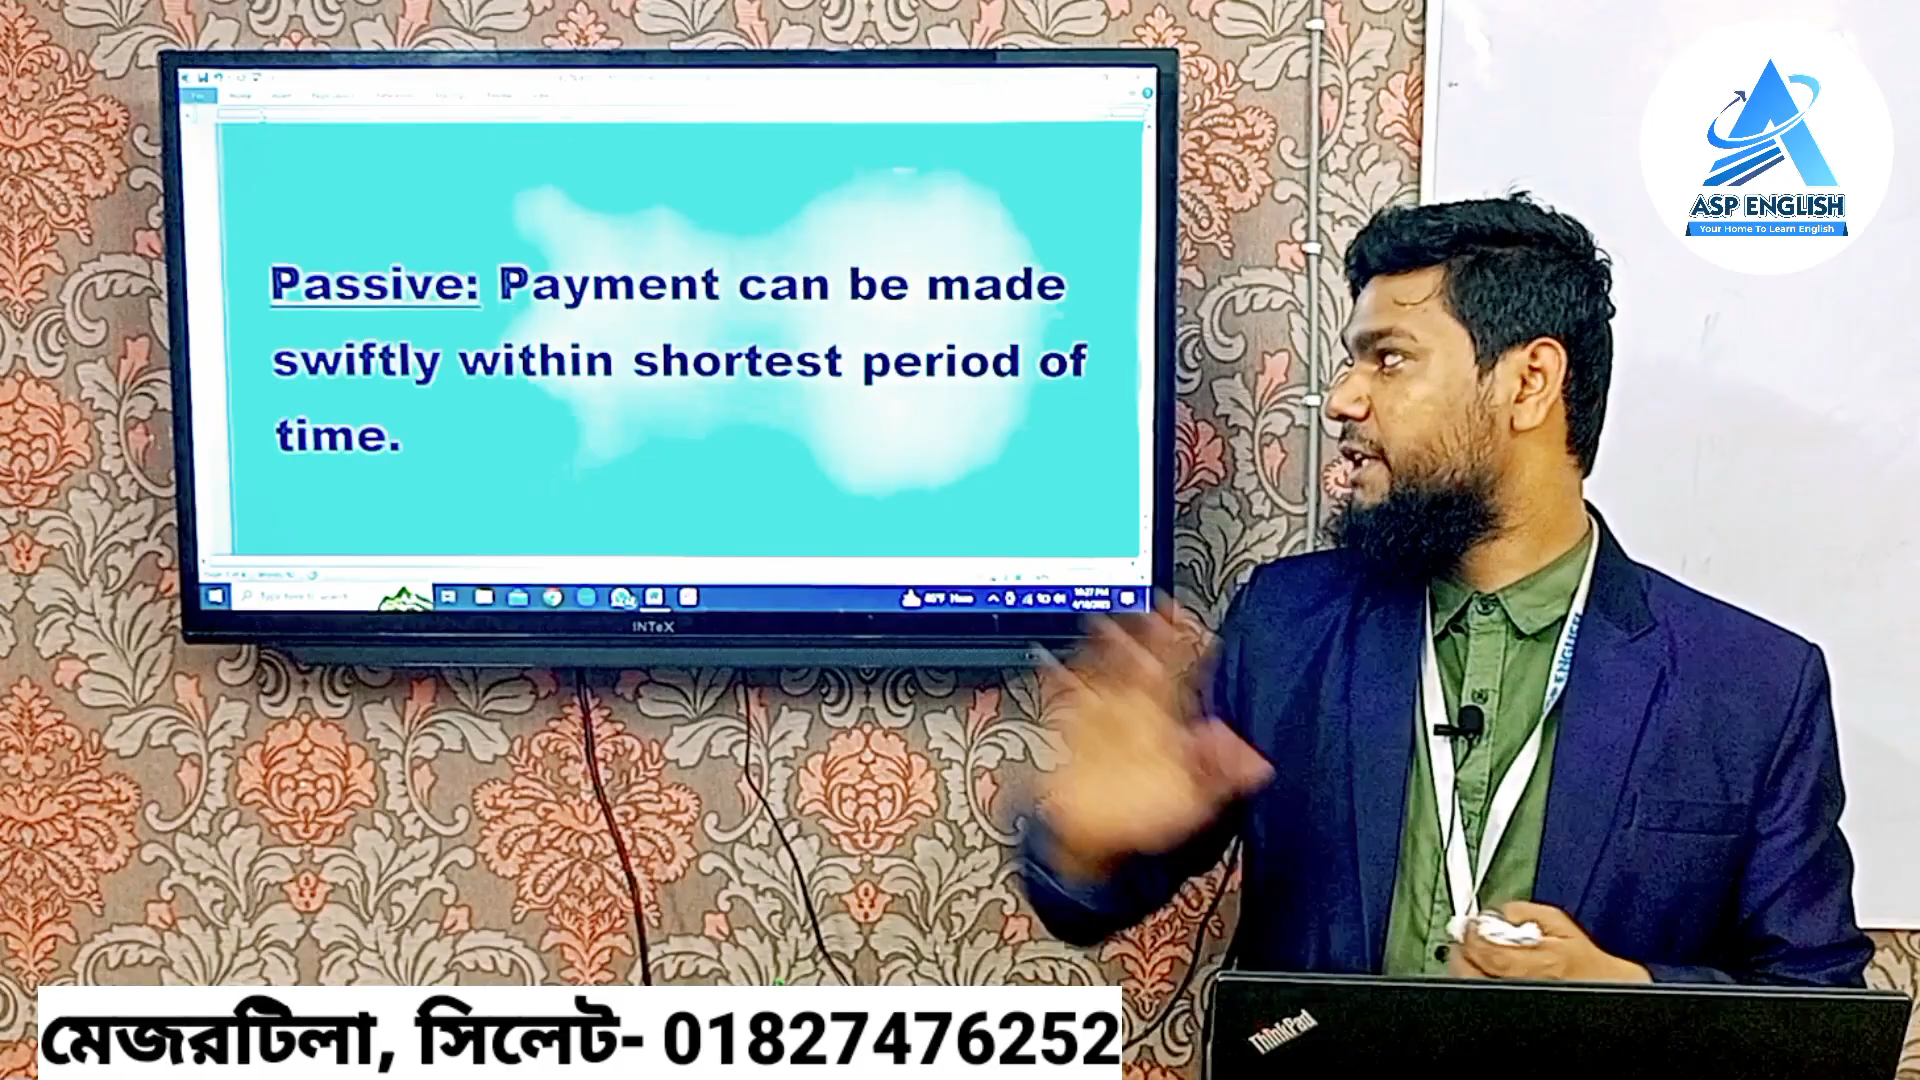 Passive: Payment can be made
swiftly within shortest period of
time.
INTeX
ASP ENGLISH
Your Home To Learn English
ENGLISH
ThinkPad
মেজরটিলা, সিলেট- 01827476252